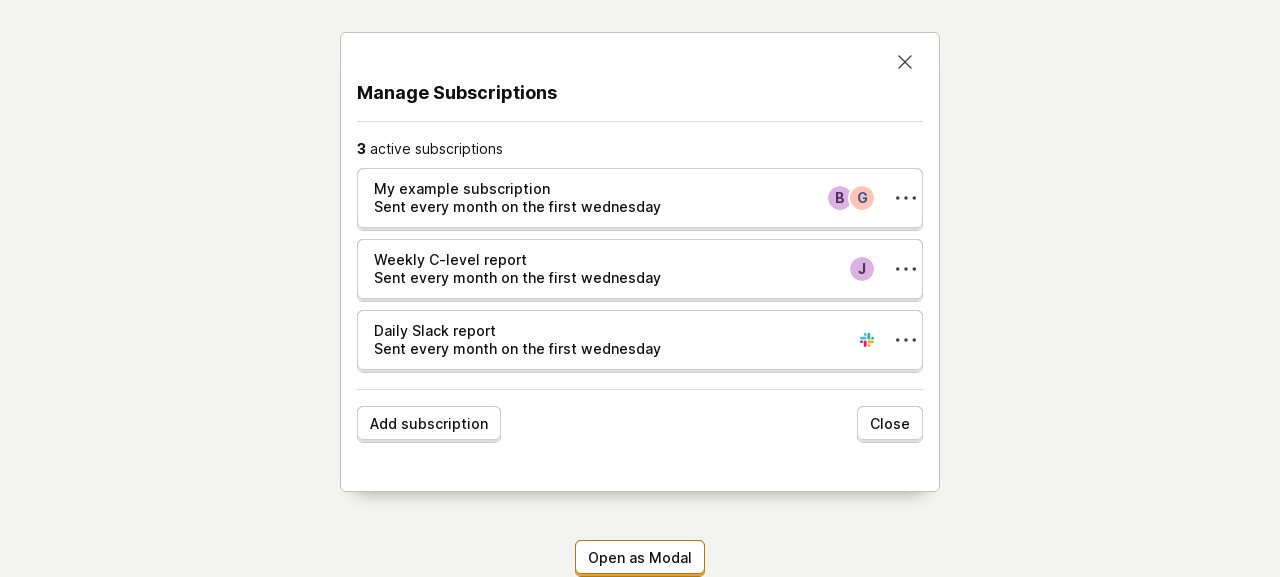 Manage Subscriptions
3 active subscriptions
My example subscription
Sent every month on the first wednesday
B G
Weekly C-level report
Sent every month on the first wednesday
J
Daily Slack report
Sent every month on the first wednesday
Add subscription
Close
Open as Modal